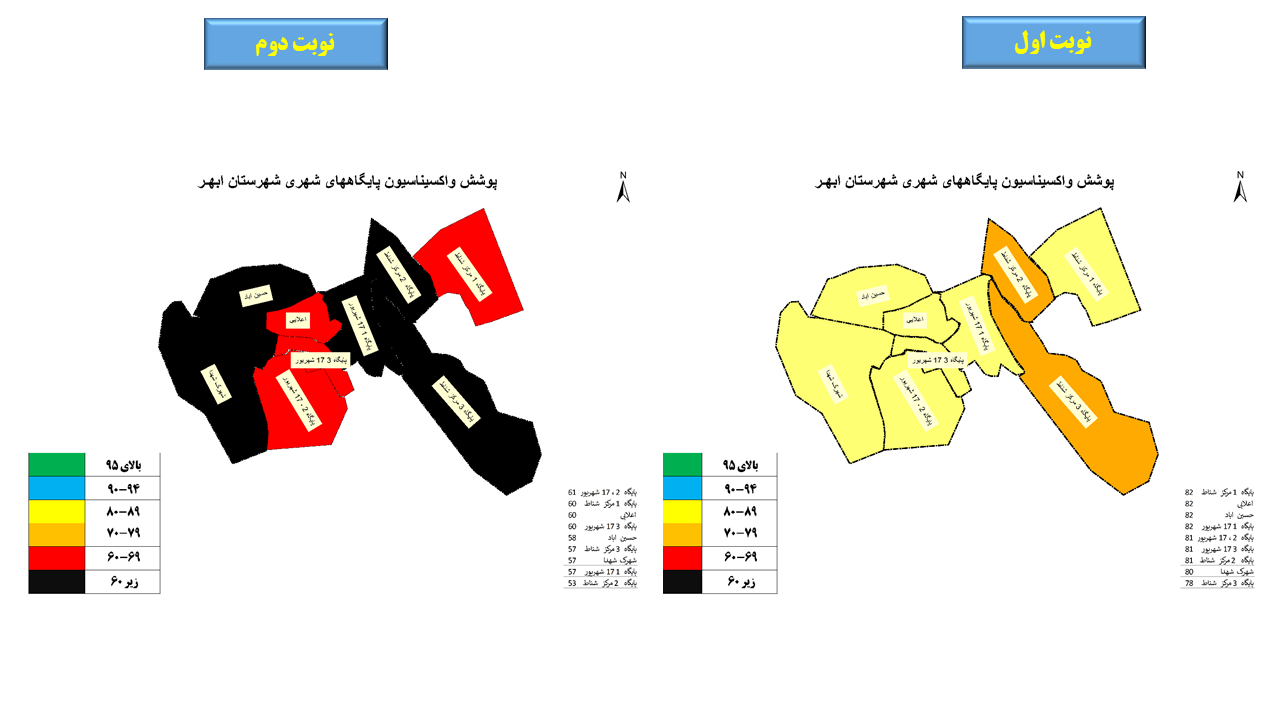 نوبت اول
پوشش واکسیناسیون پایگاههای شهری شهرستان ابهر
N
پایگاه 1 مرکز شناط
پایگاه 2 مرکز شناط
حسین اباد
اعلایی
پایگاه 1 17 شهریور
پایگاه 3 17 شهریور
شهرک شهدا
پایگاه 2 ، 17 شهریور
پایگاه 3 مرکز شناط
بالای ۹۵
۹۰-۹۴
۸۰-۸۹
۷۰-۷۹
۶۰-۶۹
زیر ۶۰
پایگاه 1 مرکز شناط 82
اعلایی 82
حسین اباد 82
پایگاه 1 17 شهریور 82
پایگاه 2 ، 17 شهریور 81
پایگاه 3 17 شهریور 81
پایگاه 2 مرکز شناط 81
شهرک شهدا 80
پایگاه 3 مرکز شناط 78
نوبت دوم
پوشش واکسیناسیون پایگاههای شهری شهرستان ابهر
N
پایگاه 1 مرکز شناط
پایگاه 2 مرکز شناط
حسین اباد
اعلایی
پایگاه 1 17 شهریور
پایگاه 3 17 شهریور
شهرک شهدا
پایگاه 2 ، 17 شهریور
پایگاه 3 مرکز شناط
بالای ۹۵
۹۰-۹۴
۸۰-۸۹
۷۰-۷۹
۶۰-۶۹
زیر ۶۰
پایگاه 2 ، 17 شهریور 61
پایگاه 1 مرکز شناط 60
اعلایی 60
پایگاه 3 17 شهریور 60
حسین اباد 58
پایگاه 3 مرکز شناط 57
شهرک شهدا 57
پایگاه 1 17 شهریور 57
پایگاه 2 مرکز شناط 53